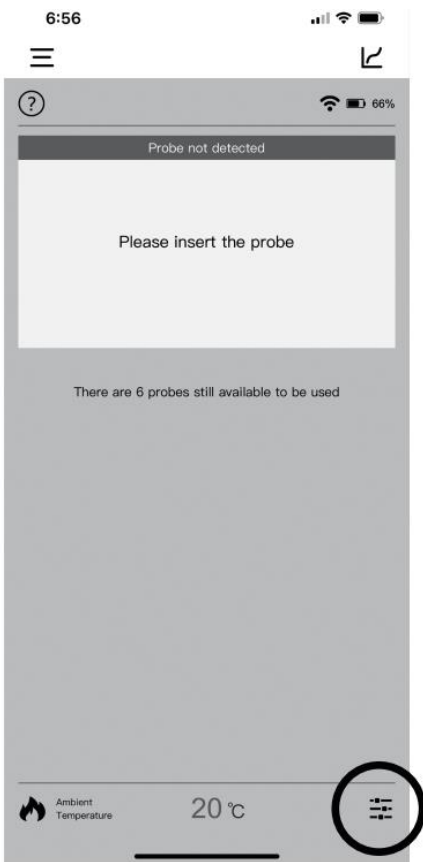 6:56
?
66%
Probe not detected
Please insert the probe
There are 6 probes still available to be used
Ambient
Temperature
20 ℃